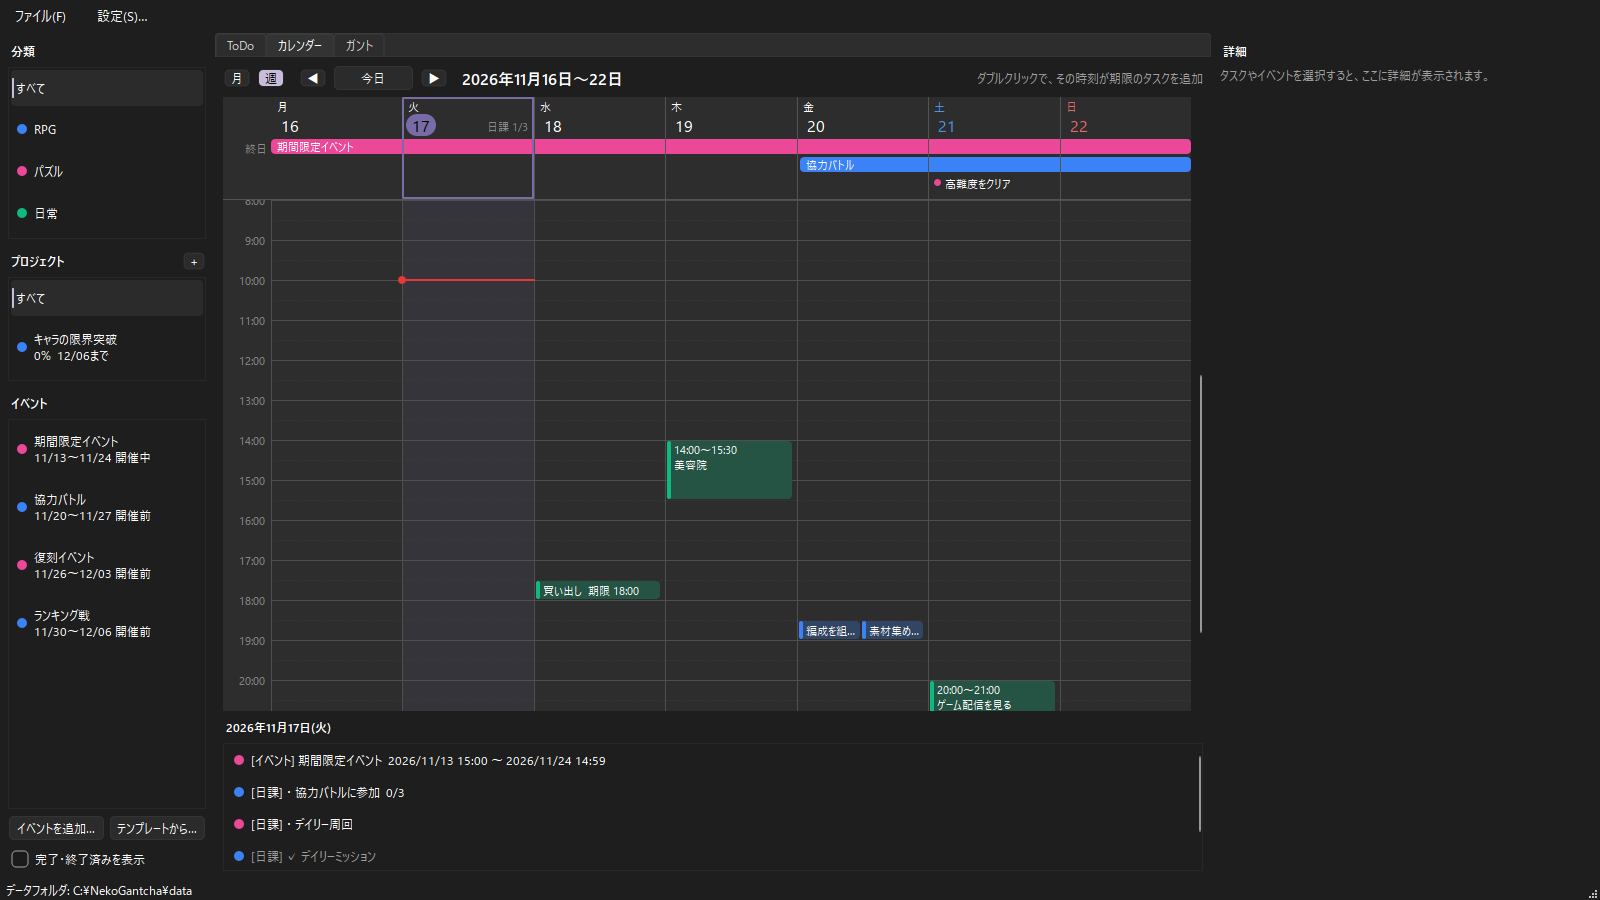 ファイル(F) 設定(S)...
分類
すべて
RPG
パズル
日常
プロジェクト +
すべて
キャラの限界突破
0% 12/06まで
イベント
期間限定イベント
11/13～11/24 開催中
協力バトル
11/20～11/27 開催前
復刻イベント
11/26～12/03 開催前
ランキング戦
11/30～12/06 開催前
イベントを追加... テンプレートから...
完了・終了済みを表示
データフォルダ: C:¥NekoGantcha¥data
ToDo カレンダー ガント
月 週 ◀ 今日 ▶ 2026年11月16日～22日 ダブルクリックで、その時刻が期限のタスクを追加
月 火 水 木 金 土 日
16 17 日課 1/3 18 19 20 21 22
終日 期間限定イベント
協力バトル
高難度をクリア
8:00
9:00
10:00
11:00
12:00
13:00
14:00
14:00～15:30
美容院
15:00
16:00
17:00
買い出し 期限 18:00
18:00
編成を組... 素材集め...
19:00
20:00
20:00～21:00
ゲーム配信を見る
2026年11月17日(火)
[イベント] 期間限定イベント 2026/11/13 15:00 ～ 2026/11/24 14:59
[日課]・協力バトルに参加 0/3
[日課]・デイリー周回
[日課] ✓ デイリーミッション
詳細
タスクやイベントを選択すると、ここに詳細が表示されます。